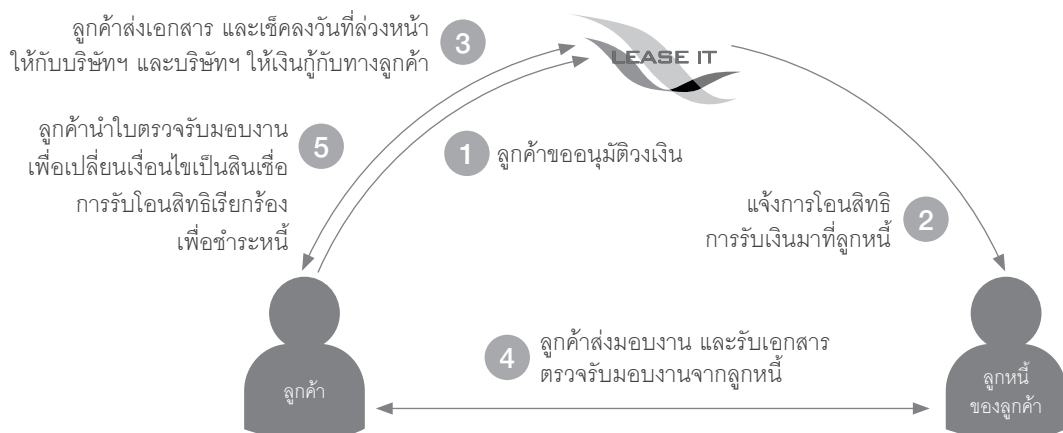 ลูกค้าส่งเอกสาร และเช็คลงวันที่ล่วงหน้า
ให้กับบริษัทฯ และบริษัทฯ ให้เงินกู้กับทางลูกค้า
3
LEASE IT
ลูกค้านำใบตรวจรับมอบงาน
เพื่อเปลี่ยนเงื่อนไขเป็นสินเชื่อ
การรับโอนสิทธิเรียกร้อง
เพื่อชำระหนี้
5
1
ลูกค้าขออนุมัติวงเงิน
แจ้งการโอนสิทธิ
การรับเงินมาที่ลูกหนี้
2
4
ลูกค้าส่งมอบงาน และรับเอกสาร
ตรวจรับมอบงานจากลูกหนี้
ลูกค้า
ลูกหนี้
ของลูกค้า